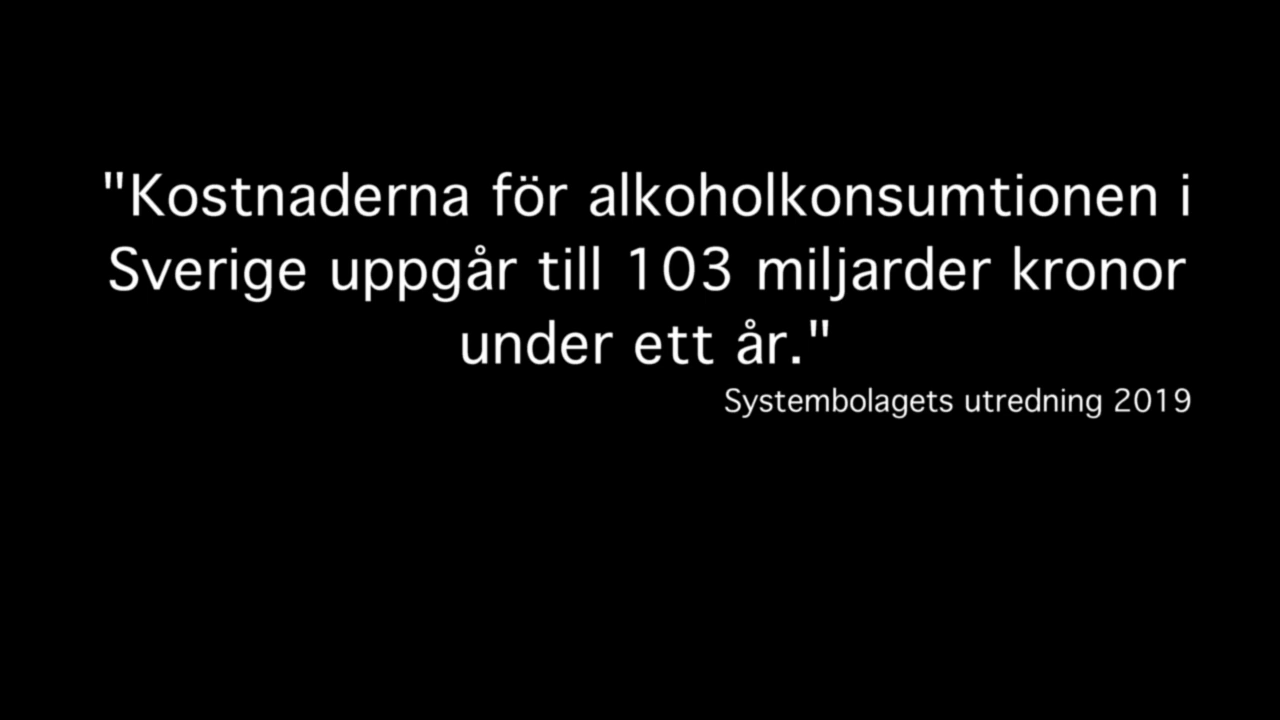 "Kostnaderna för alkoholkonsumtionen i
Sverige uppgår till 103 miljarder kronor
under ett år."
Systembolagets utredning 2019